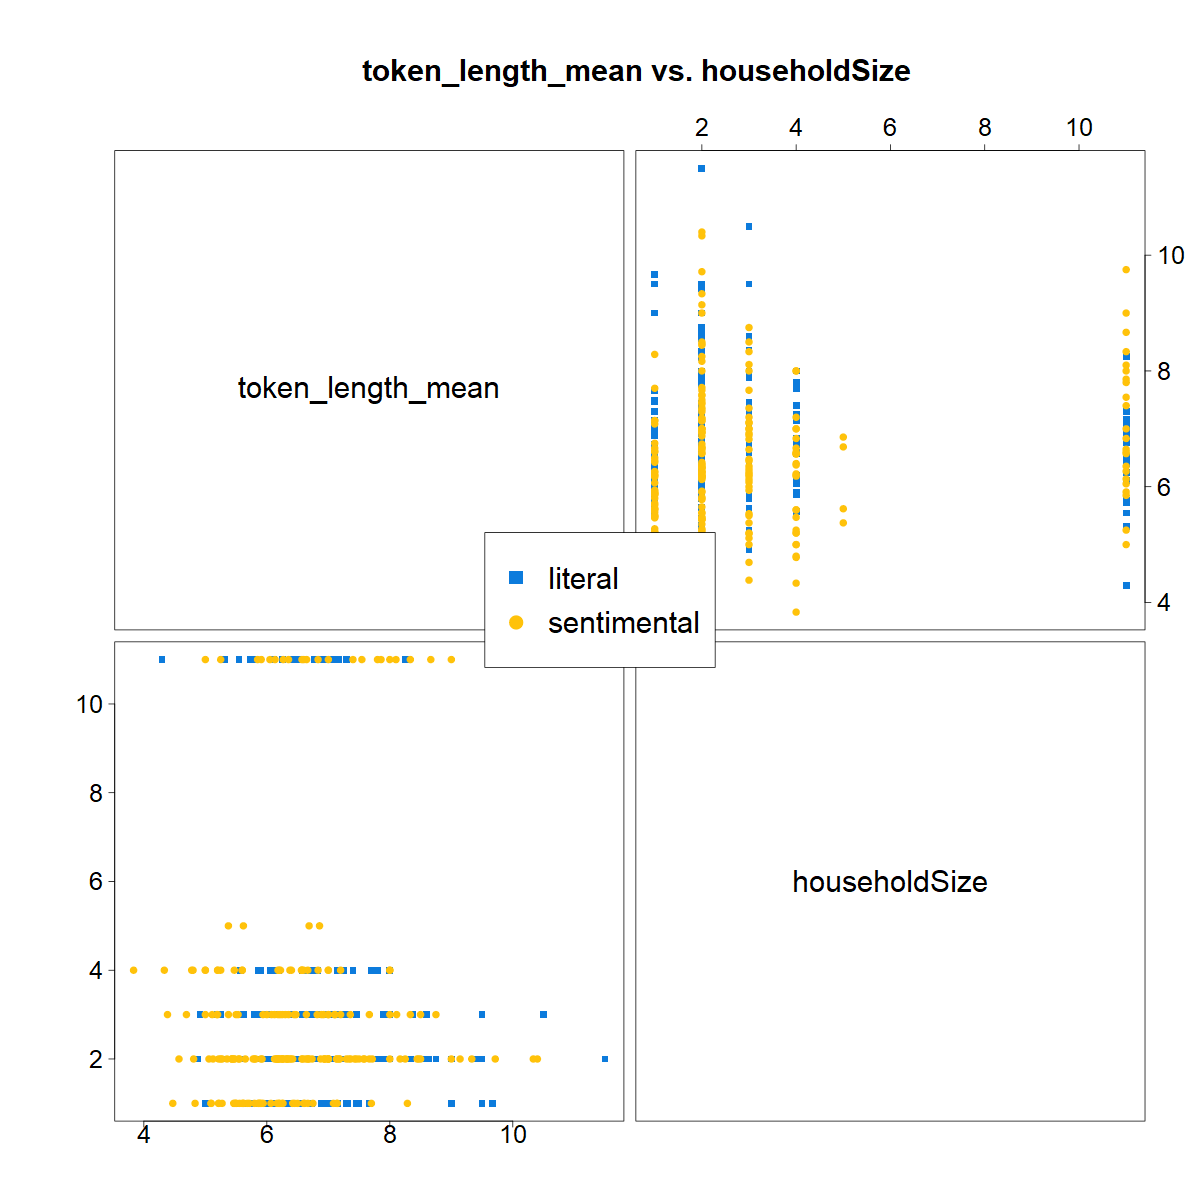 token_length_mean vs. householdSize
2 4 6 8 10
token_length_mean
10
8
6
4
literal
sentimental
10
8
6
4
2
householdSize
4 6 8 10